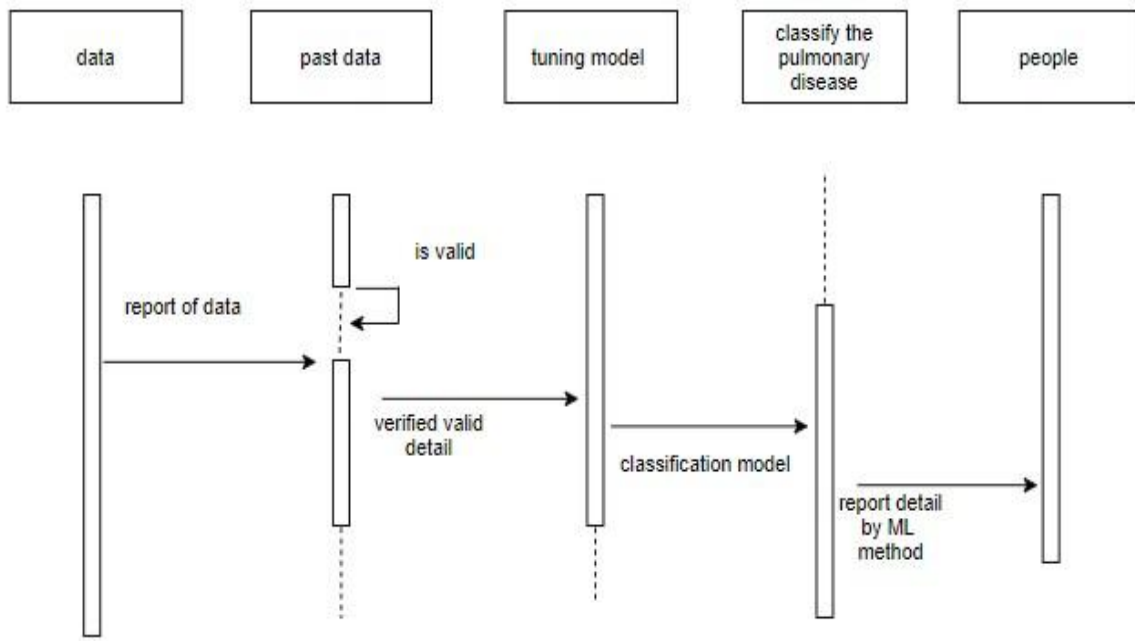 data
past data
tuning model
classify the
pulmonary
disease
people
is valid
report of data
verified valid
detail
classification model
report detail
by ML
method